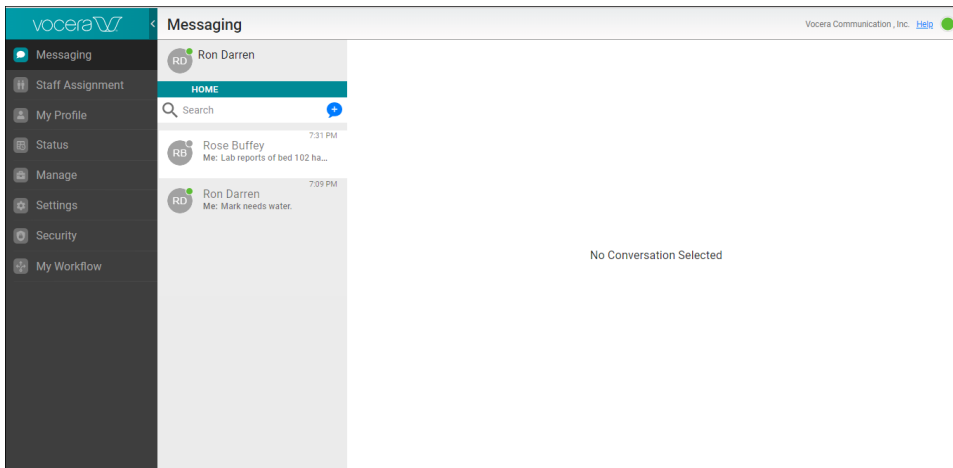 vocera
Messaging
Vocera Communication , Inc. Help
Messaging
Staff Assignment
My Profile
Status
Manage
Settings
Security
My Workflow
RD Ron Darren
HOME
Search
7:31 PM
RB Rose Buffey
Me: Lab reports of bed 102 ha...
7:09 PM
RD Ron Darren
Me: Mark needs water.
No Conversation Selected